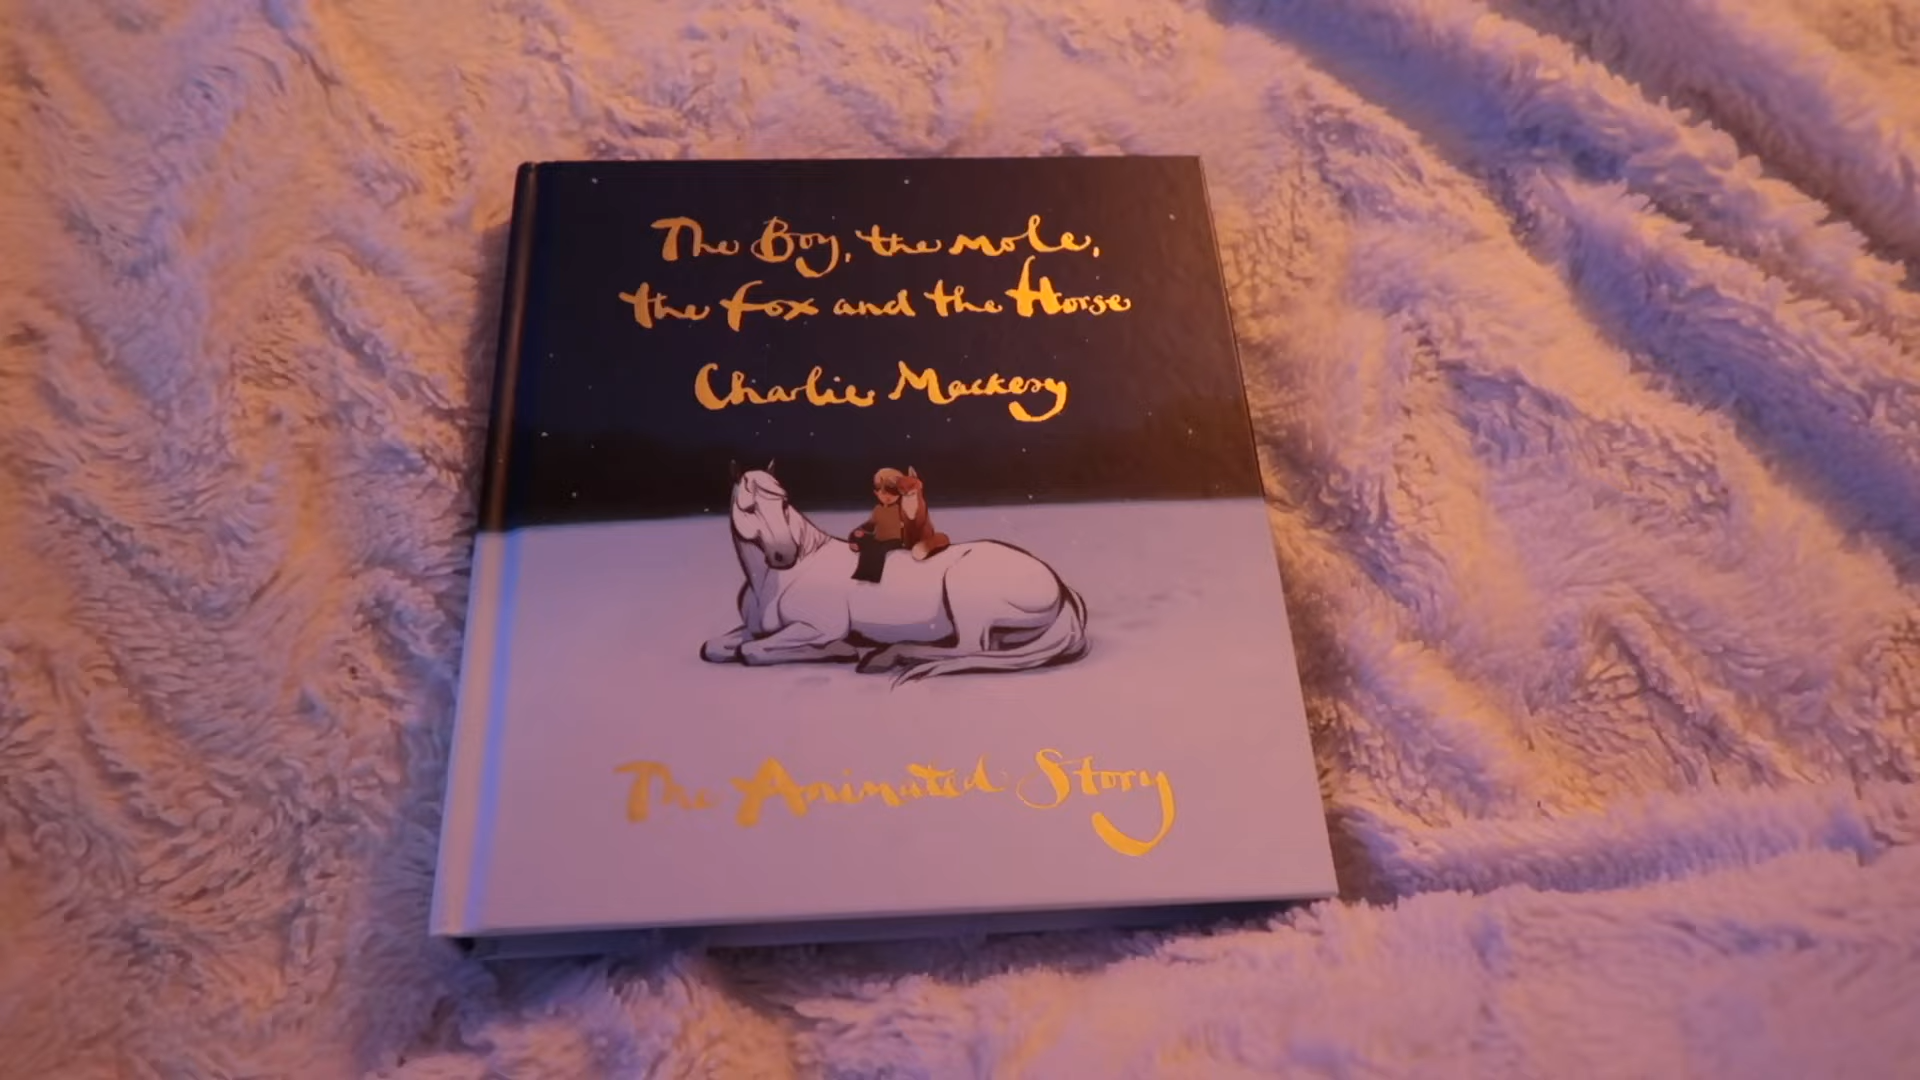 The Boy, the mole,
the fox and the Horse
Charlie Mackesy
The Animated Story